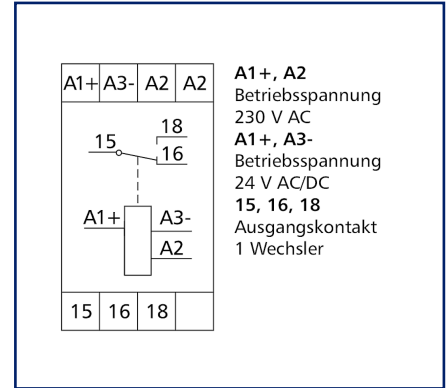 A1+ A3- A2 A2
18
15
16
A1+ A3-
A2
15 16 18
A1+, A2
Betriebsspannung
230 V AC
A1+, A3-
Betriebsspannung
24 V AC/DC
15, 16, 18
Ausgangskontakt
1 Wechsler